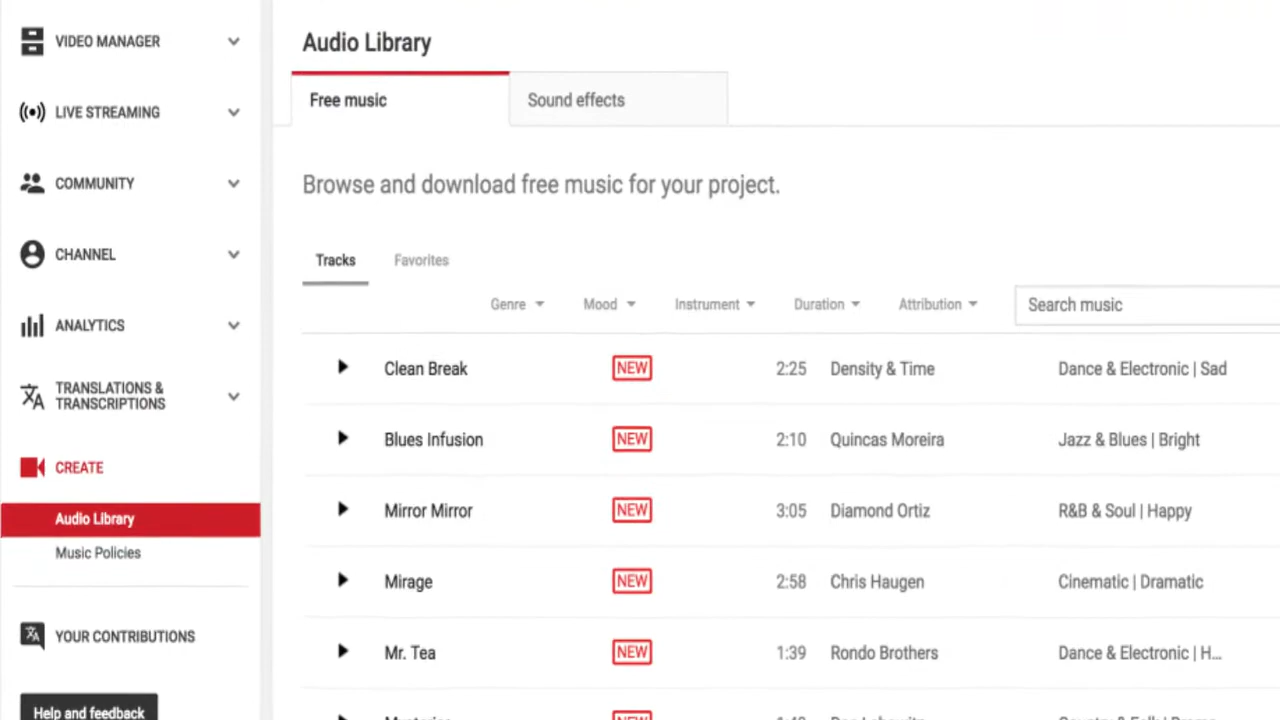 VIDEO MANAGER
LIVE STREAMING
COMMUNITY
CHANNEL
ANALYTICS
TRANSLATIONS &
TRANSCRIPTIONS
CREATE
Audio Library
Music Policies
YOUR CONTRIBUTIONS
Help and feedback
Audio Library
Free music Sound effects
Browse and download free music for your project.
Tracks Favorites
Genre Mood Instrument Duration Attribution Search music
Clean Break NEW 2:25 Density & Time Dance & Electronic | Sad
Blues Infusion NEW 2:10 Quincas Moreira Jazz & Blues | Bright
Mirror Mirror NEW 3:05 Diamond Ortiz R&B & Soul | Happy
Mirage NEW 2:58 Chris Haugen Cinematic | Dramatic
Mr. Tea NEW 1:39 Rondo Brothers Dance & Electronic | H...